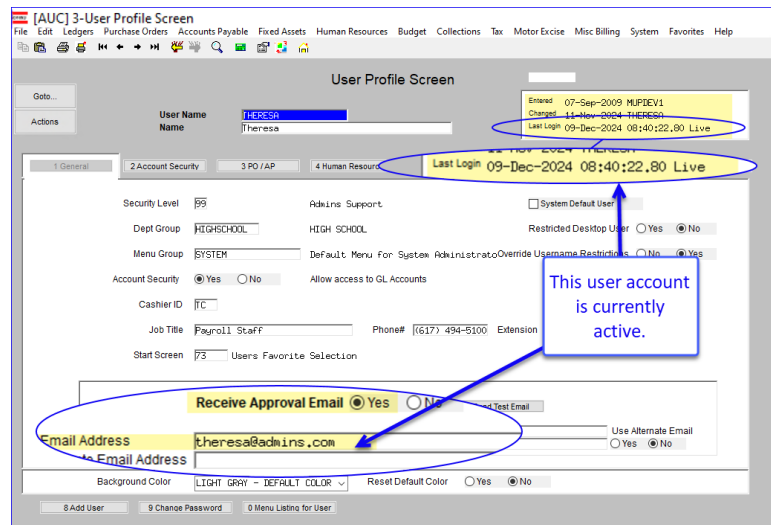 [AUC] 3-User Profile Screen
File Edit Ledgers Purchase Orders Accounts Payable Fixed Assets Human Resources Budget Collections Tax Motor Excise Misc Billing System Favorites Help
User Profile Screen
Goto...
Actions
User Name THERESA
Name Theresa
Entered 07-Sep-2009 MUPDEV1
Changed 11-Nov-2024 THERESA
Last Login 09-Dec-2024 08:40:22.80 Live
Last Login 09-Dec-2024 08:40:22.80 Live
1 General 2 Account Security 3 PO / AP 4 Human Resourc
Security Level 99 Admins Support System Default User
Dept Group HIGHSCHOOL HIGH SCHOOL Restricted Desktop User Yes No
Menu Group SYSTEM Default Menu for System Administrato Override Username Restrictions No Yes
Account Security Yes No Allow access to GL Accounts
Cashier ID TC
Job Title Payroll Staff Phone# (617) 494-5100 Extension
Start Screen 73 Users Favorite Selection
This user account
is currently
active.
Receive Approval Email Yes No Test Email
Email Address theresa@admins.com
Email Address
Use Alternate Email
Yes No
Background Color LIGHT GRAY - DEFAULT COLOR Reset Default Color Yes No
8 Add User 9 Change Password 0 Menu Listing for User